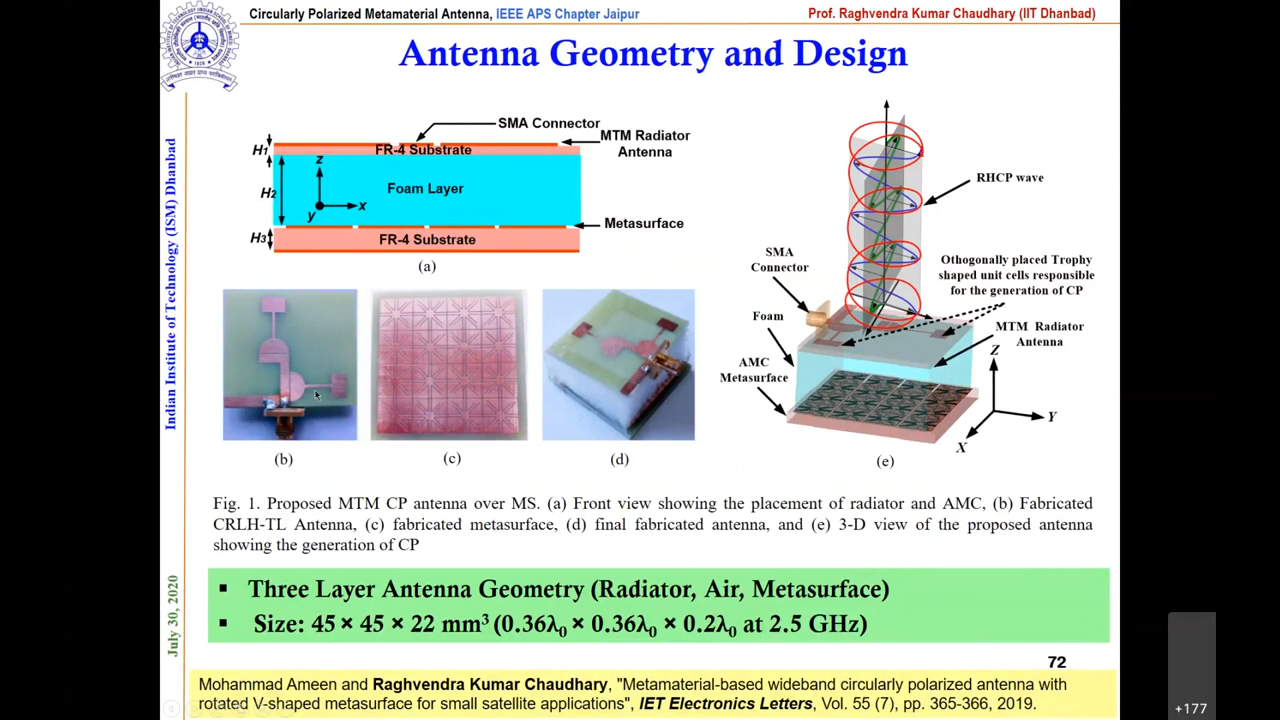 Circularly Polarized Metamaterial Antenna, IEEE APS Chapter Jaipur
Prof. Raghvendra Kumar Chaudhary (IIT Dhanbad)
Antenna Geometry and Design
Indian Institute of Technology (ISM) Dhanbad
July 30, 2020
SMA Connector
MTM Radiator
Antenna
H1
FR-4 Substrate
z
H2
Foam Layer
x
y
Metasurface
H3
FR-4 Substrate
(a)
(b)
(c)
(d)
RHCP wave
SMA
Connector
Othogonally placed Trophy
shaped unit cells responsible
for the generation of CP
Foam
MTM Radiator
Antenna
AMC
Metasurface
Z
Y
X
(e)
Fig. 1. Proposed MTM CP antenna over MS. (a) Front view showing the placement of radiator and AMC, (b) Fabricated
CRLH-TL Antenna, (c) fabricated metasurface, (d) final fabricated antenna, and (e) 3-D view of the proposed antenna
showing the generation of CP
▪ Three Layer Antenna Geometry (Radiator, Air, Metasurface)
▪ Size: 45 × 45 × 22 mm³ (0.36λ₀ × 0.36λ₀ × 0.2λ₀ at 2.5 GHz)
72
Mohammad Ameen and Raghvendra Kumar Chaudhary, "Metamaterial-based wideband circularly polarized antenna with
rotated V-shaped metasurface for small satellite applications", IET Electronics Letters, Vol. 55 (7), pp. 365-366, 2019.
+177